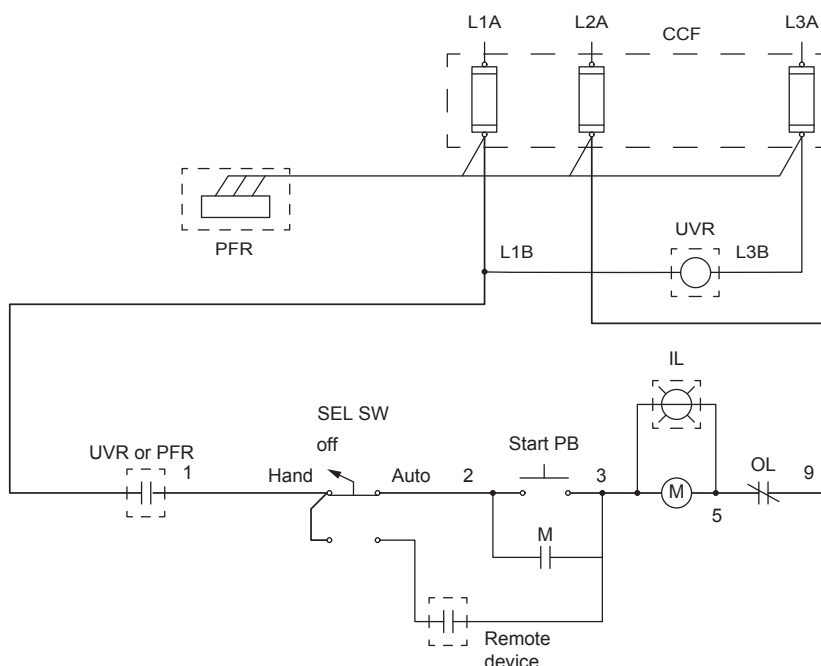 L1A
L2A
L3A
CCF
PFR
UVR
L1B
L3B
IL
SEL SW
off
Start PB
UVR or PFR
1
Hand
Auto
2
3
OL
9
M
5
M
Remote
device